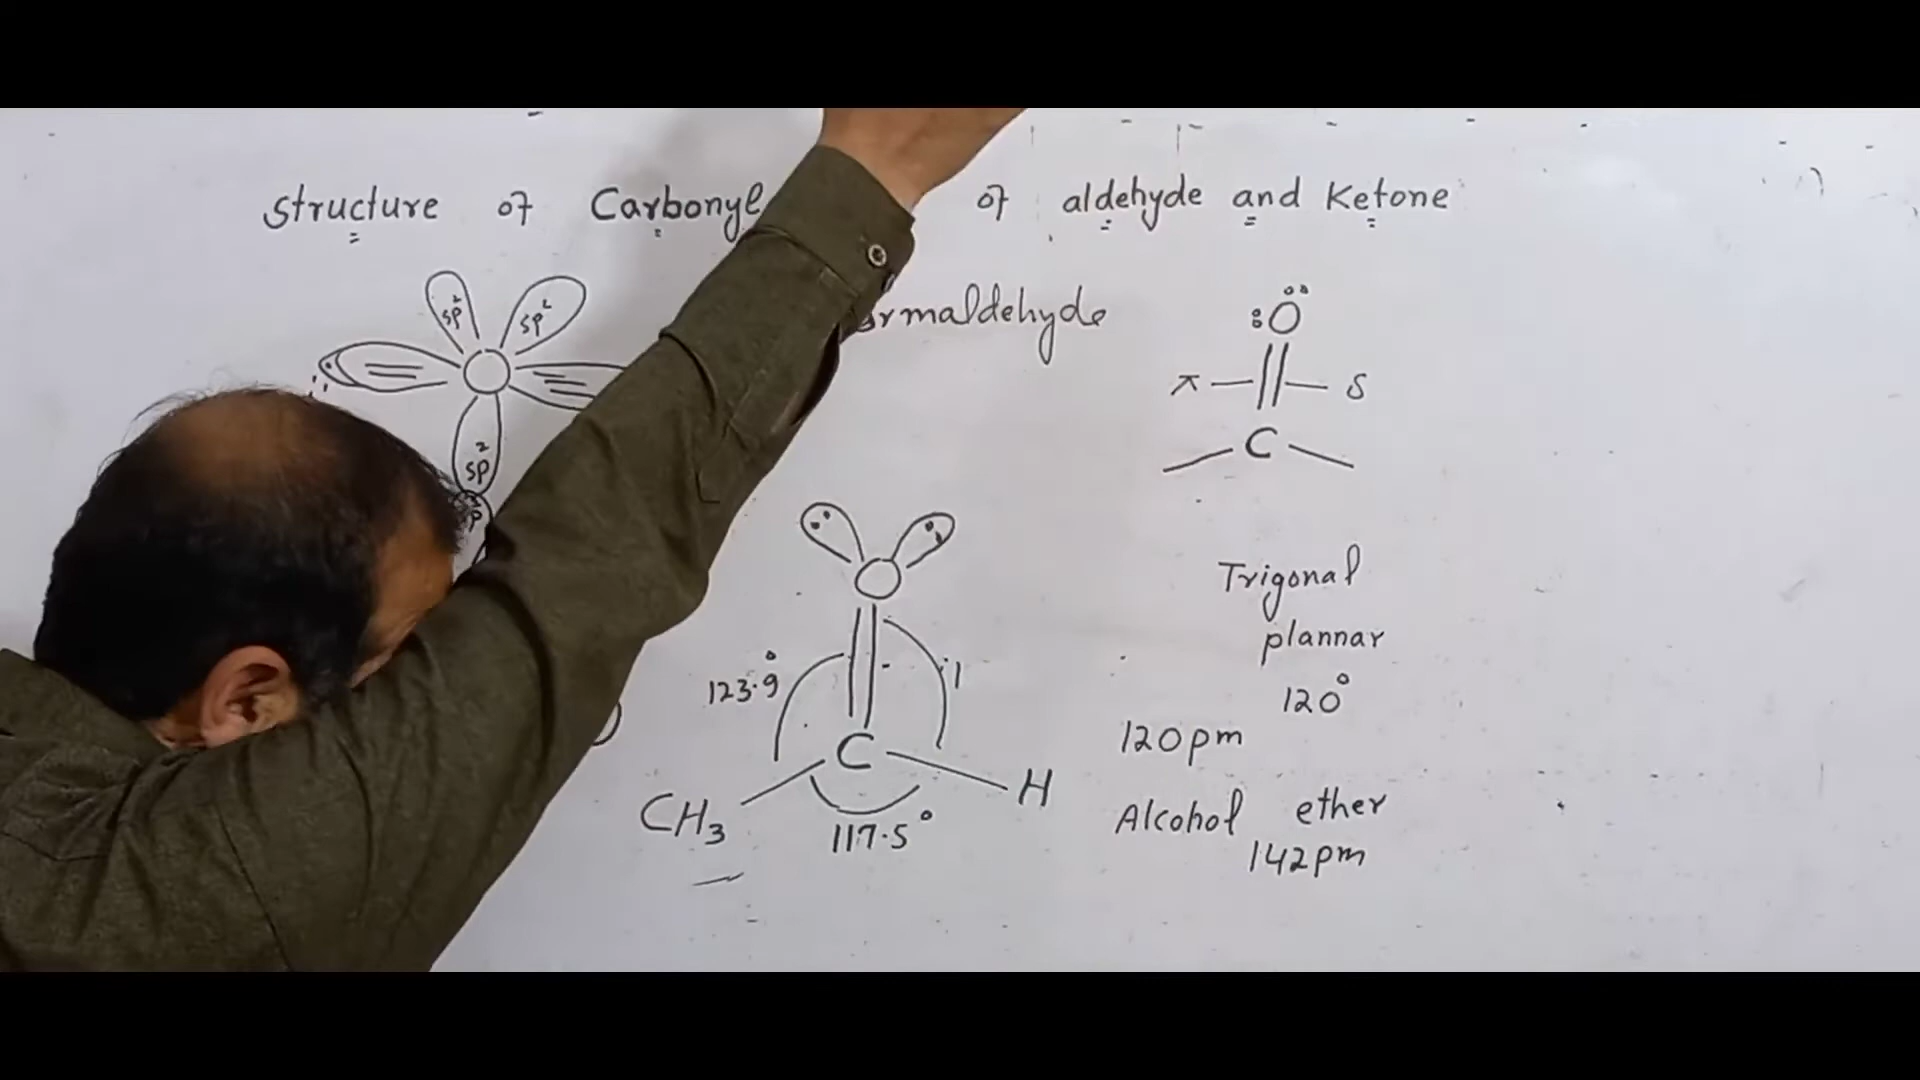 structure of Carbonyl of aldehyde and Ketone
sp2 sp2
rmaldehyde
:O
π S
C
sp2
Trigonal
plannar
120°
123.9°
120pm
C
CH3 H
117.5°
Alcohol ether
142pm